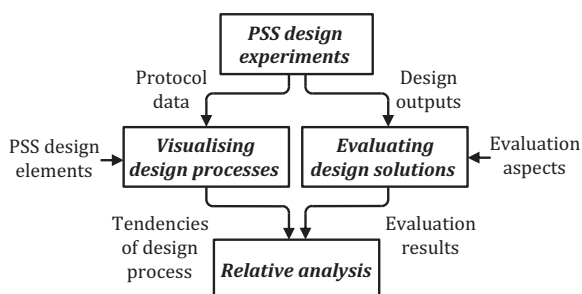 PSS design
experiments
Protocol
data
Design
outputs
PSS design
elements
Visualising
design processes
Evaluating
design solutions
Evaluation
aspects
Tendencies
of design
process
Evaluation
results
Relative analysis